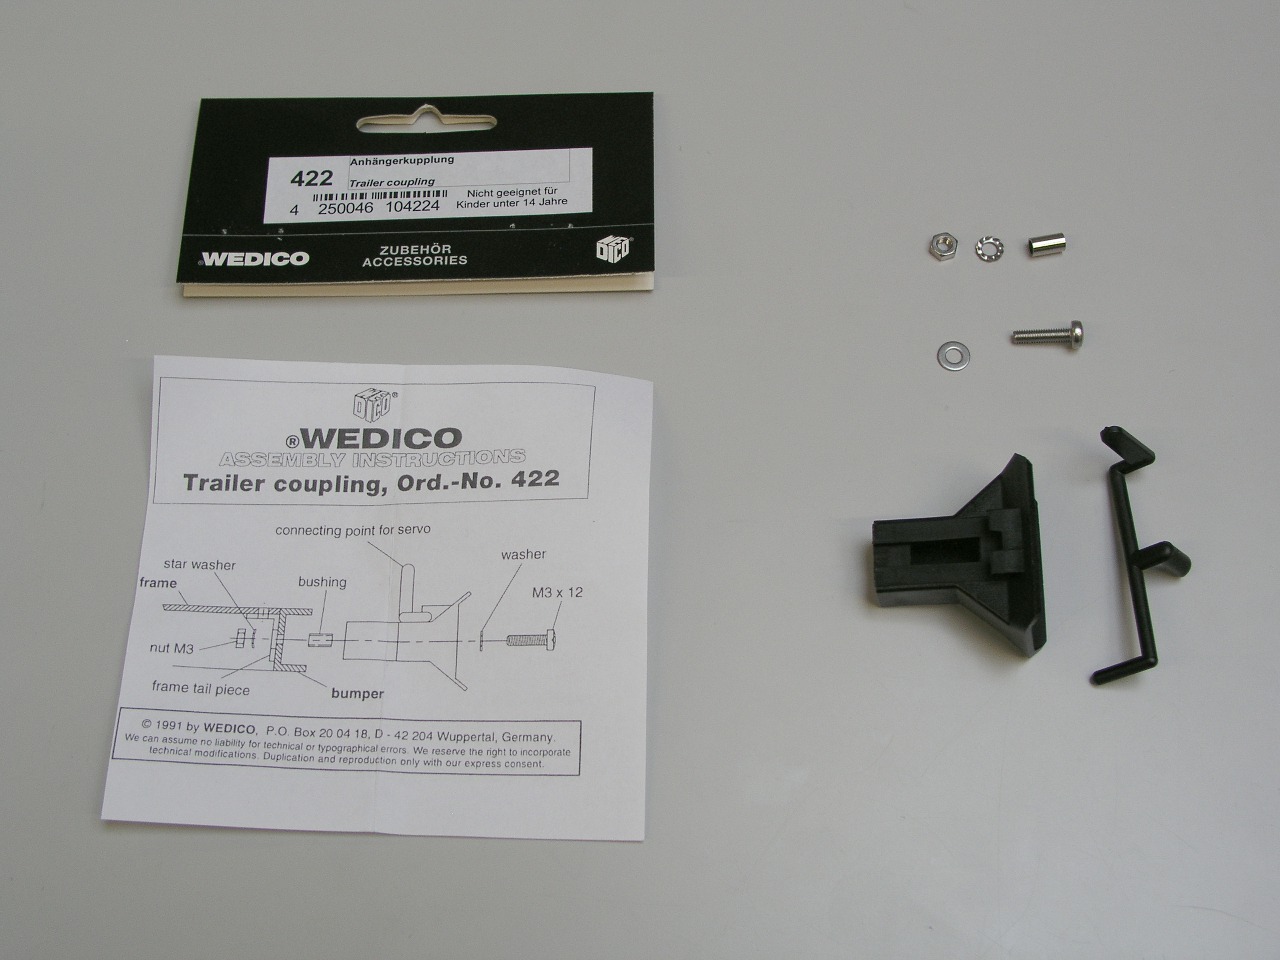 422
Anhängerkupplung
Trailer coupling
4 250046 104224
Nicht geeignet für
Kinder unter 14 Jahre
WEDICO
ZUBEHÖR
ACCESSORIES
DICO®
DICO®
®WEDICO
ASSEMBLY INSTRUCTIONS
Trailer coupling, Ord.-No. 422
connecting point for servo
star washer
washer
frame
bushing
M3 x 12
nut M3
frame tail piece
bumper
© 1991 by WEDICO, P.O. Box 20 04 18, D - 42 204 Wuppertal, Germany.
We can assume no liability for technical or typographical errors. We reserve the right to incorporate
technical modifications. Duplication and reproduction only with our express consent.